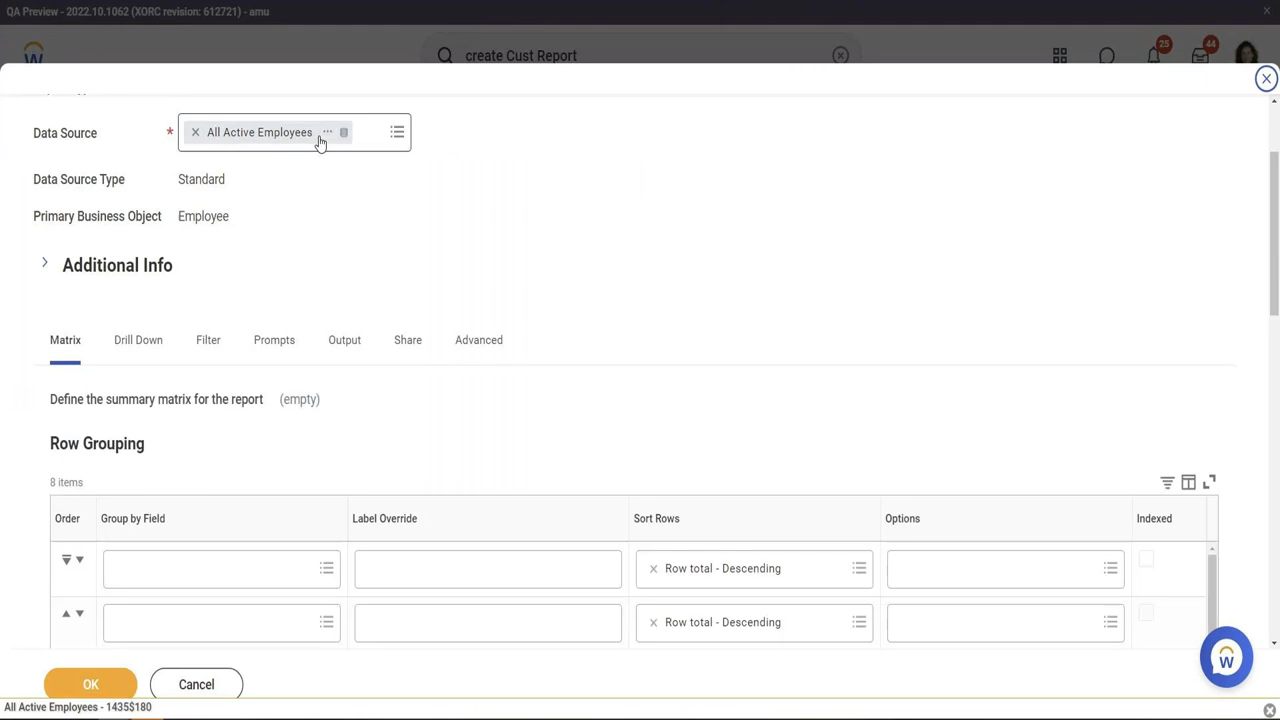 QA Preview - 2022.10.1062 (XORC revision: 612721) - amu
create Cust Report
25
44
Data Source * All Active Employees
Data Source Type Standard
Primary Business Object Employee
Additional Info
Matrix Drill Down Filter Prompts Output Share Advanced
Define the summary matrix for the report (empty)
Row Grouping
8 items
Order Group by Field Label Override Sort Rows Options Indexed
Row total - Descending
Row total - Descending
OK Cancel
All Active Employees - 1435$180